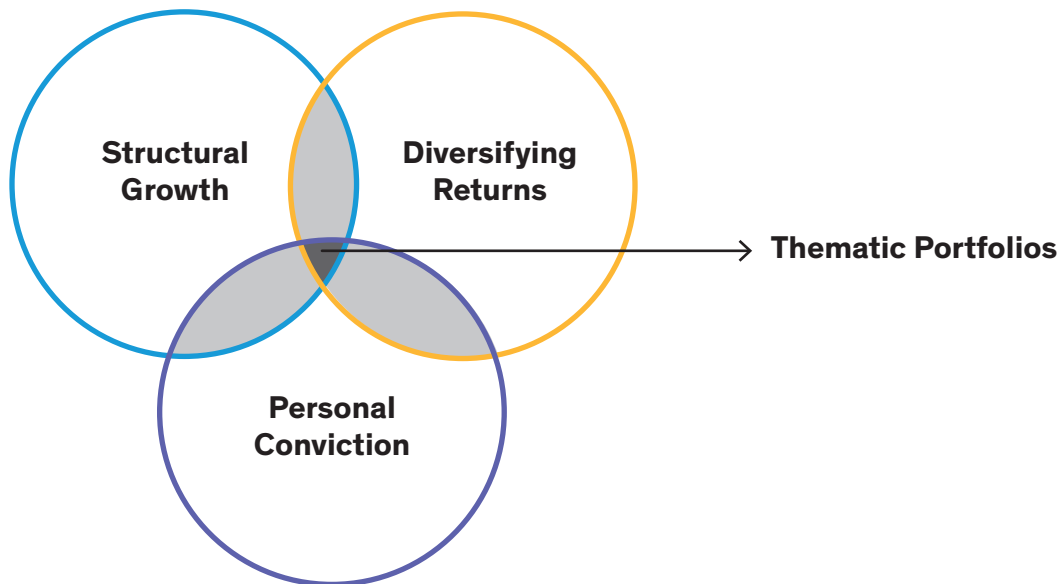 Structural
Growth
Diversifying
Returns
Thematic Portfolios
Personal
Conviction